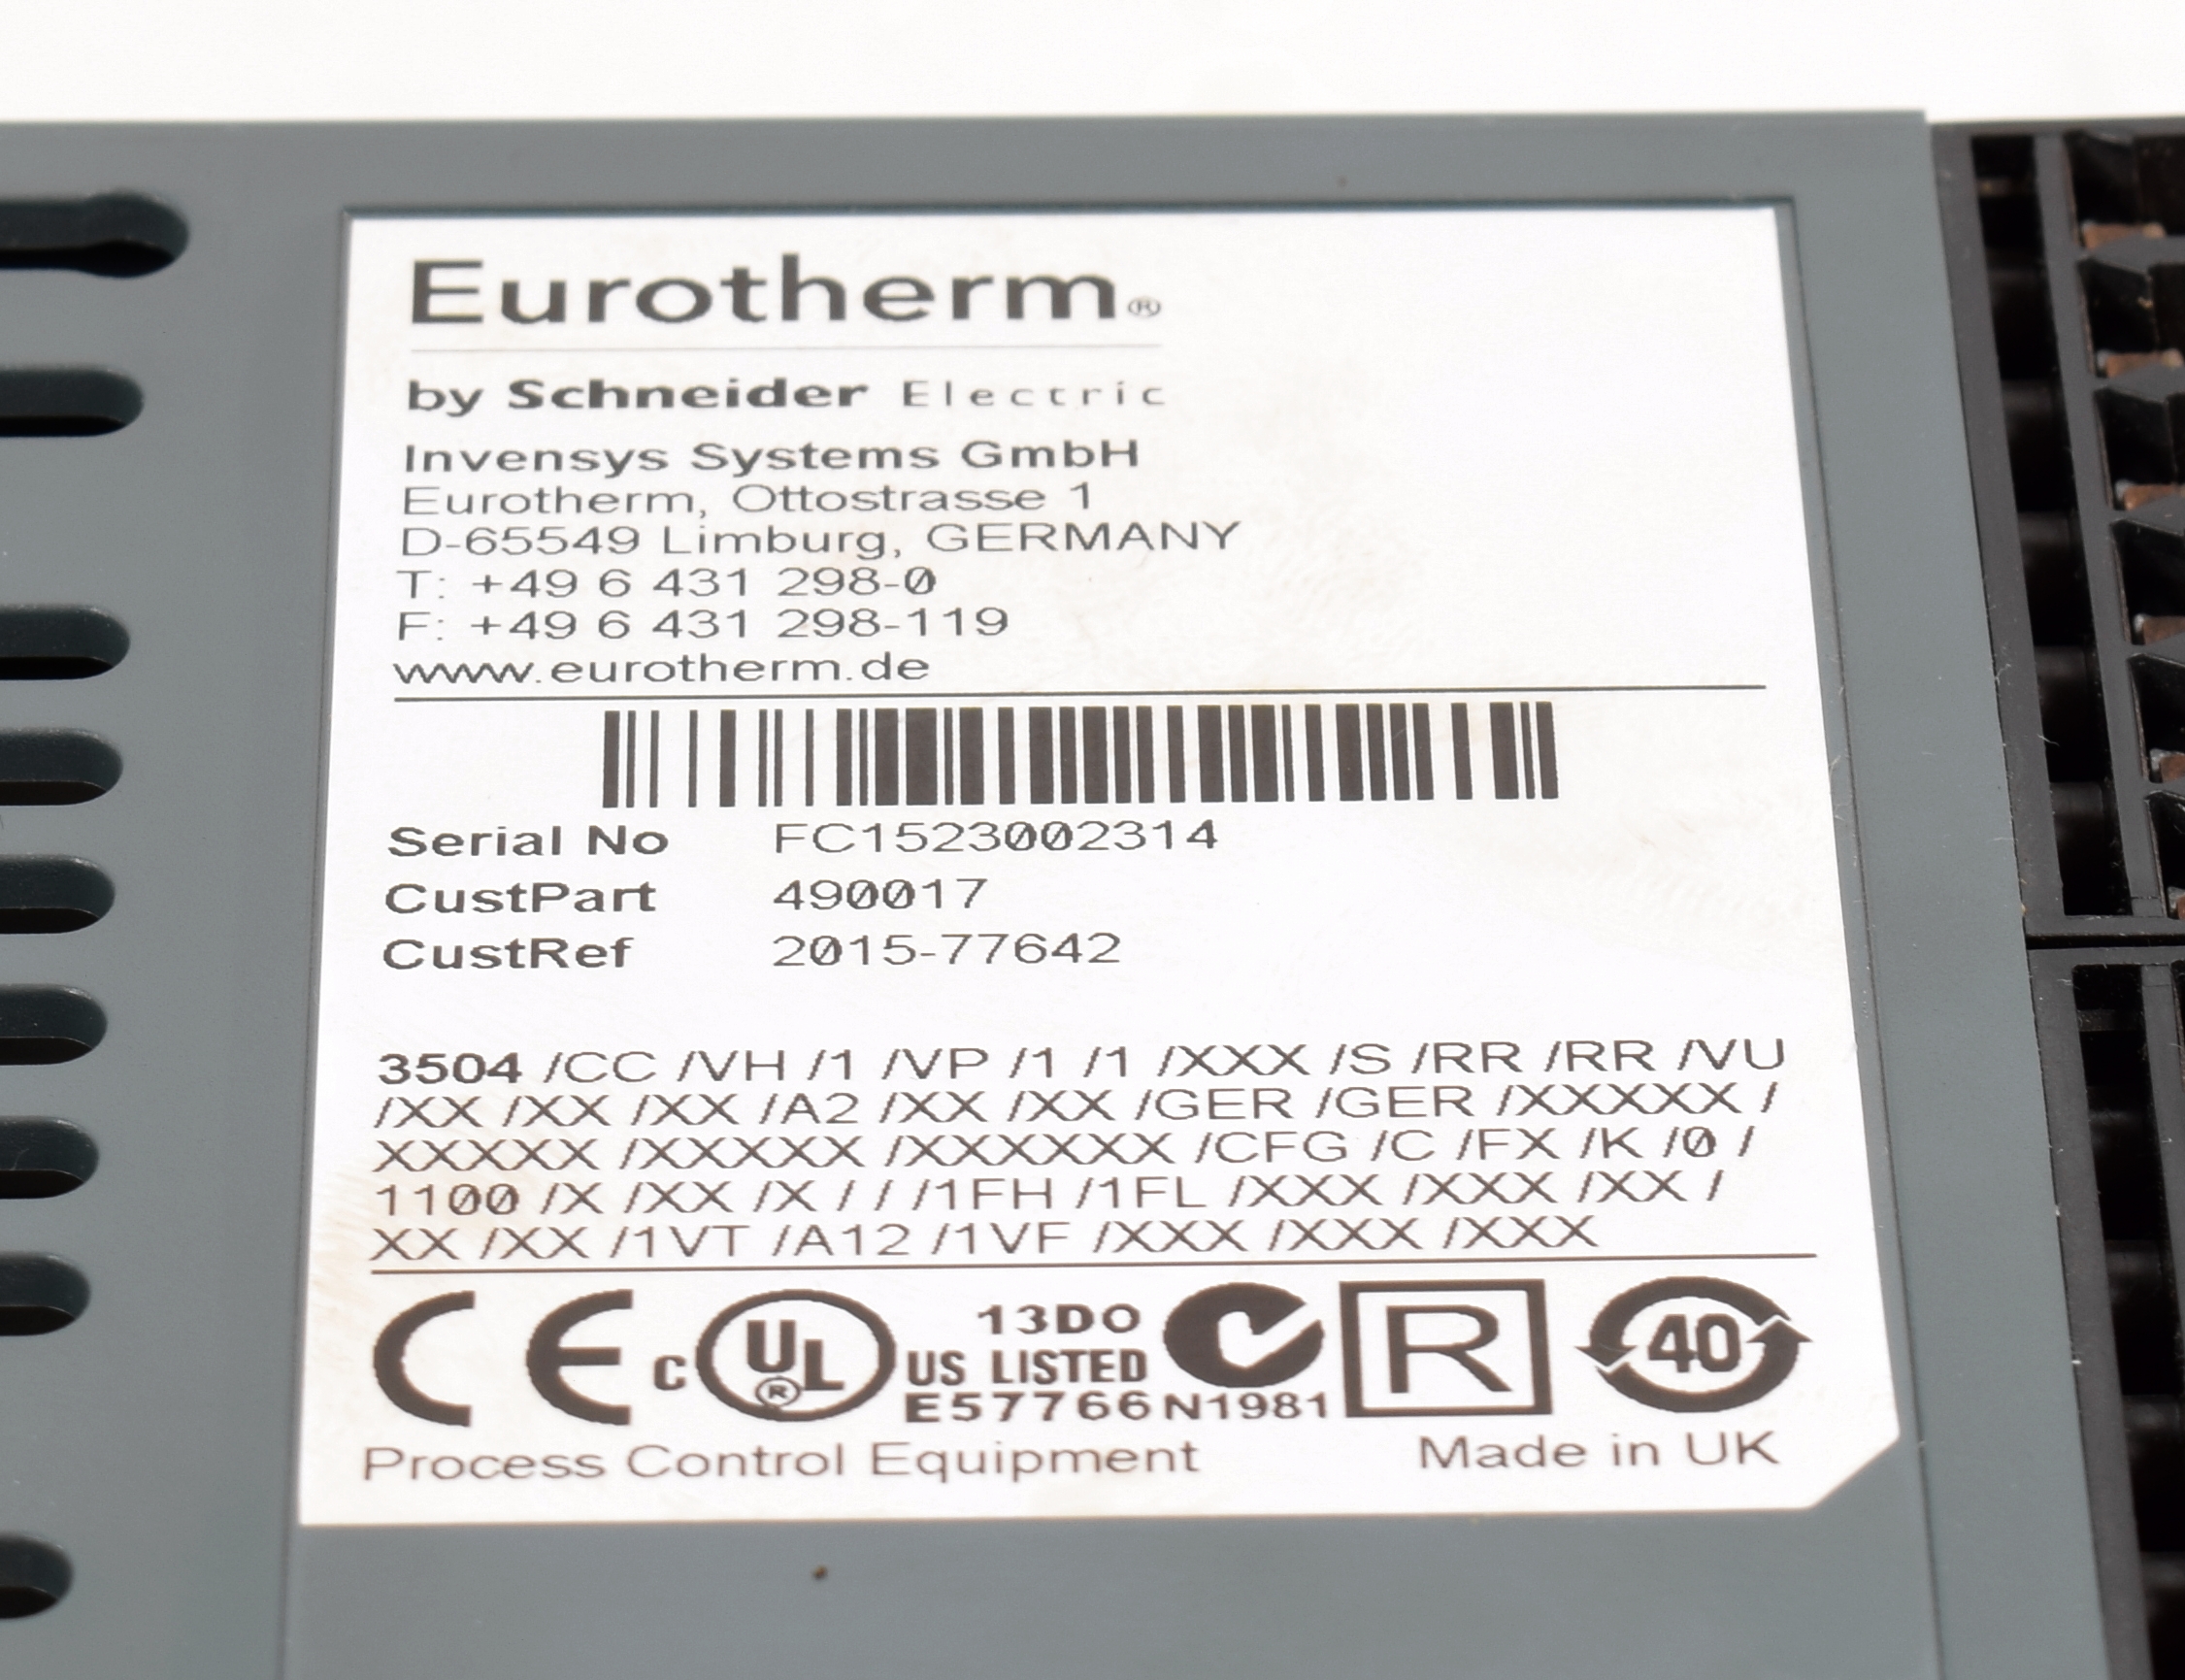 Eurotherm®
by Schneider Electric
Invensys Systems GmbH
Eurotherm, Ottostrasse 1
D-65549 Limburg, GERMANY
T: +49 6 431 298-0
F: +49 6 431 298-119
www.eurotherm.de
Serial No FC1523002314
CustPart 490017
CustRef 2015-77642
3504 /CC /VH /1 /VP /1 /1 /XXX /S /RR /RR /VU
/XX /XX /XX /A2 /XX /XX /GER /GER /XXXXX /
XXXXX /XXXXX /XXXXXX /CFG /C /FX /K /0 /
1100 /X /XX /X / / /1FH /1FL /XXX /XXX /XX /
XX /XX /1VT /A12 /1VF /XXX /XXX /XXX
CE c UL® US 13DO LISTED E57766 N1981 R 40
Process Control Equipment Made in UK